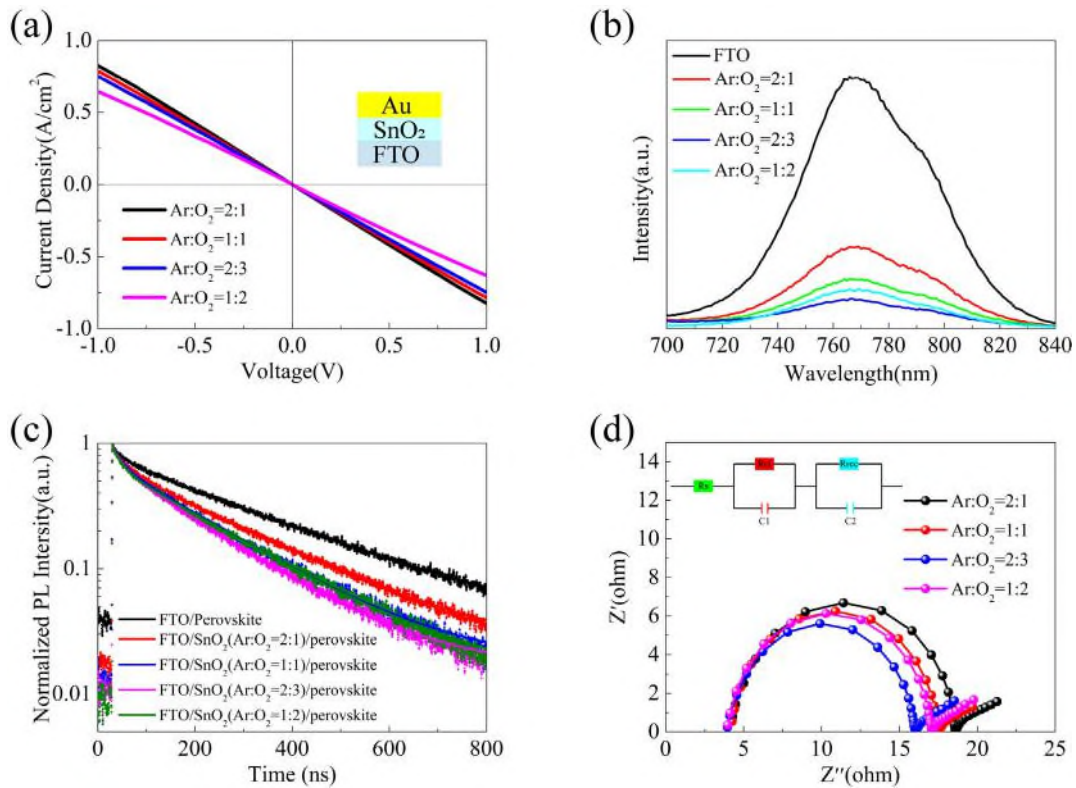 (a)
1.0
0.5
0.0
-0.5
-1.0
Current Density(A/cm²)
Au
SnO₂
FTO
Ar:O₂=2:1
Ar:O₂=1:1
Ar:O₂=2:3
Ar:O₂=1:2
-1.0 -0.5 0.0 0.5 1.0
Voltage(V)
(b)
Intensity(a.u.)
FTO
Ar:O₂=2:1
Ar:O₂=1:1
Ar:O₂=2:3
Ar:O₂=1:2
700 720 740 760 780 800 820 840
Wavelength(nm)
(c)
1
0.1
0.01
Normalized PL Intensity(a.u.)
FTO/Perovskite
FTO/SnO₂(Ar:O₂=2:1)/perovskite
FTO/SnO₂(Ar:O₂=1:1)/perovskite
FTO/SnO₂(Ar:O₂=2:3)/perovskite
FTO/SnO₂(Ar:O₂=1:2)/perovskite
0 200 400 600 800
Time (ns)
(d)
14
12
10
8
6
4
2
0
Z'(ohm)
Rs
C1
Rrec
C2
Ar:O₂=2:1
Ar:O₂=1:1
Ar:O₂=2:3
Ar:O₂=1:2
0 5 10 15 20 25
Z''(ohm)